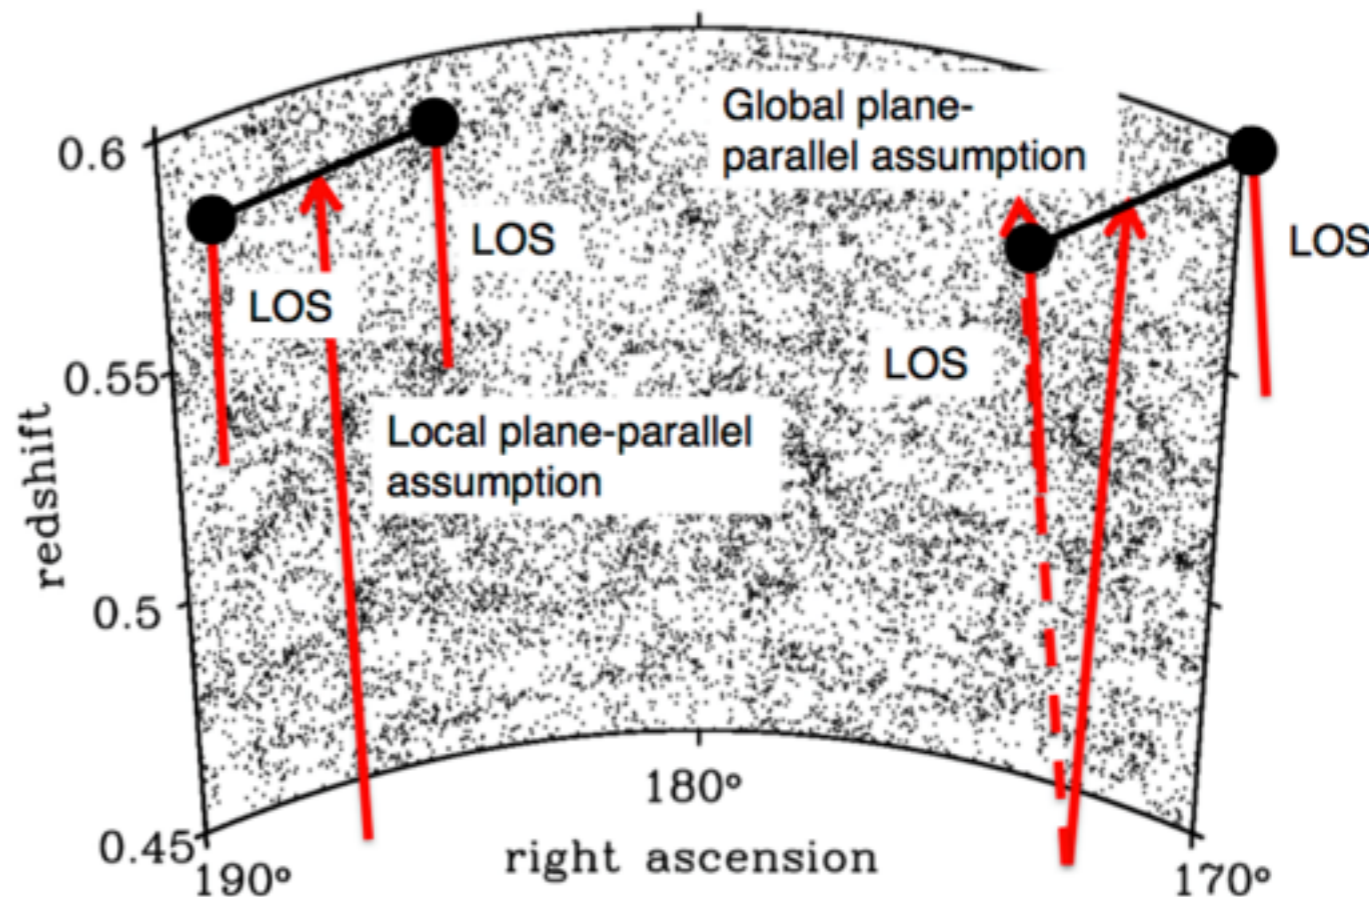 Global plane-
parallel assumption
0.6
LOS
LOS
LOS
LOS
0.55
Local plane-parallel
assumption
redshift
0.5
180°
0.45
right ascension
190°
170°